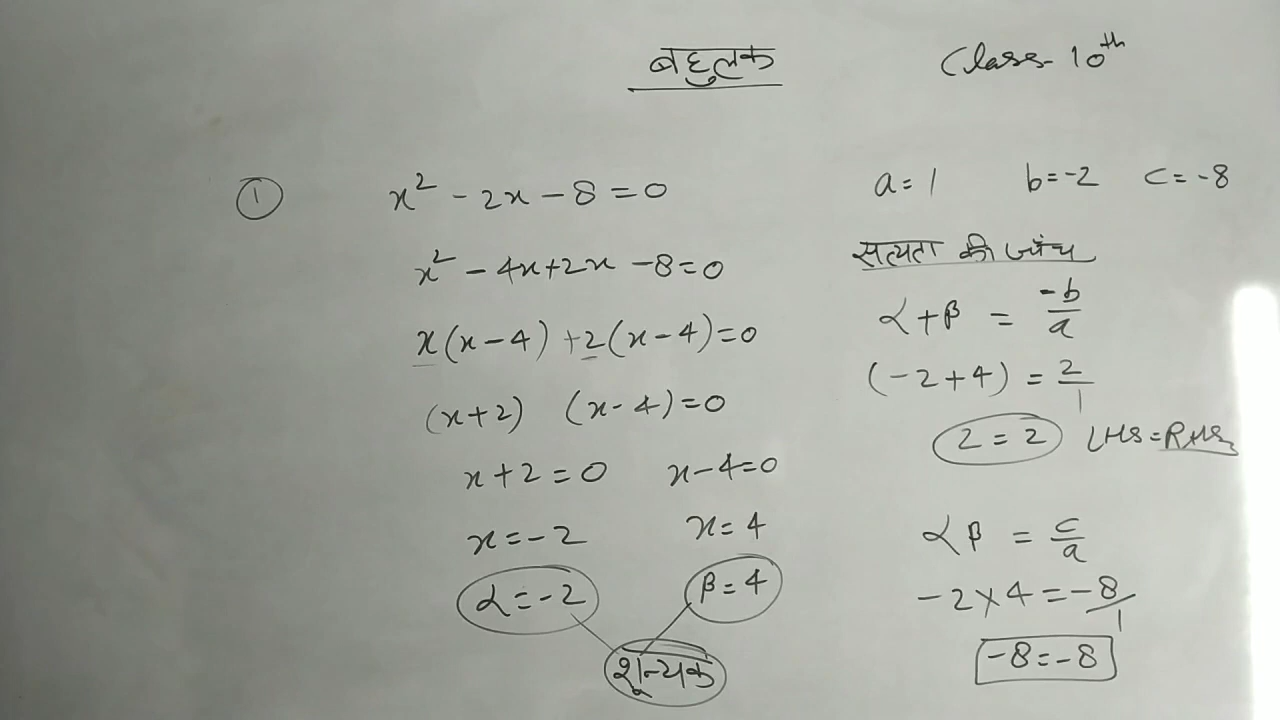 बहुलक Class- 10th
① x² - 2x - 8 = 0
x² - 4x + 2x - 8 = 0
x(x - 4) + 2(x - 4) = 0
(x + 2) (x - 4) = 0
x + 2 = 0 x - 4 = 0
x = -2 x = 4
α = -2 β = 4
शून्यक
a = 1 b = -2 c = -8
सत्यता की जांच
α + β = -b/a
(-2 + 4) = 2/1
2 = 2 LHS = RHS
αβ = c/a
-2 × 4 = -8/1
-8 = -8